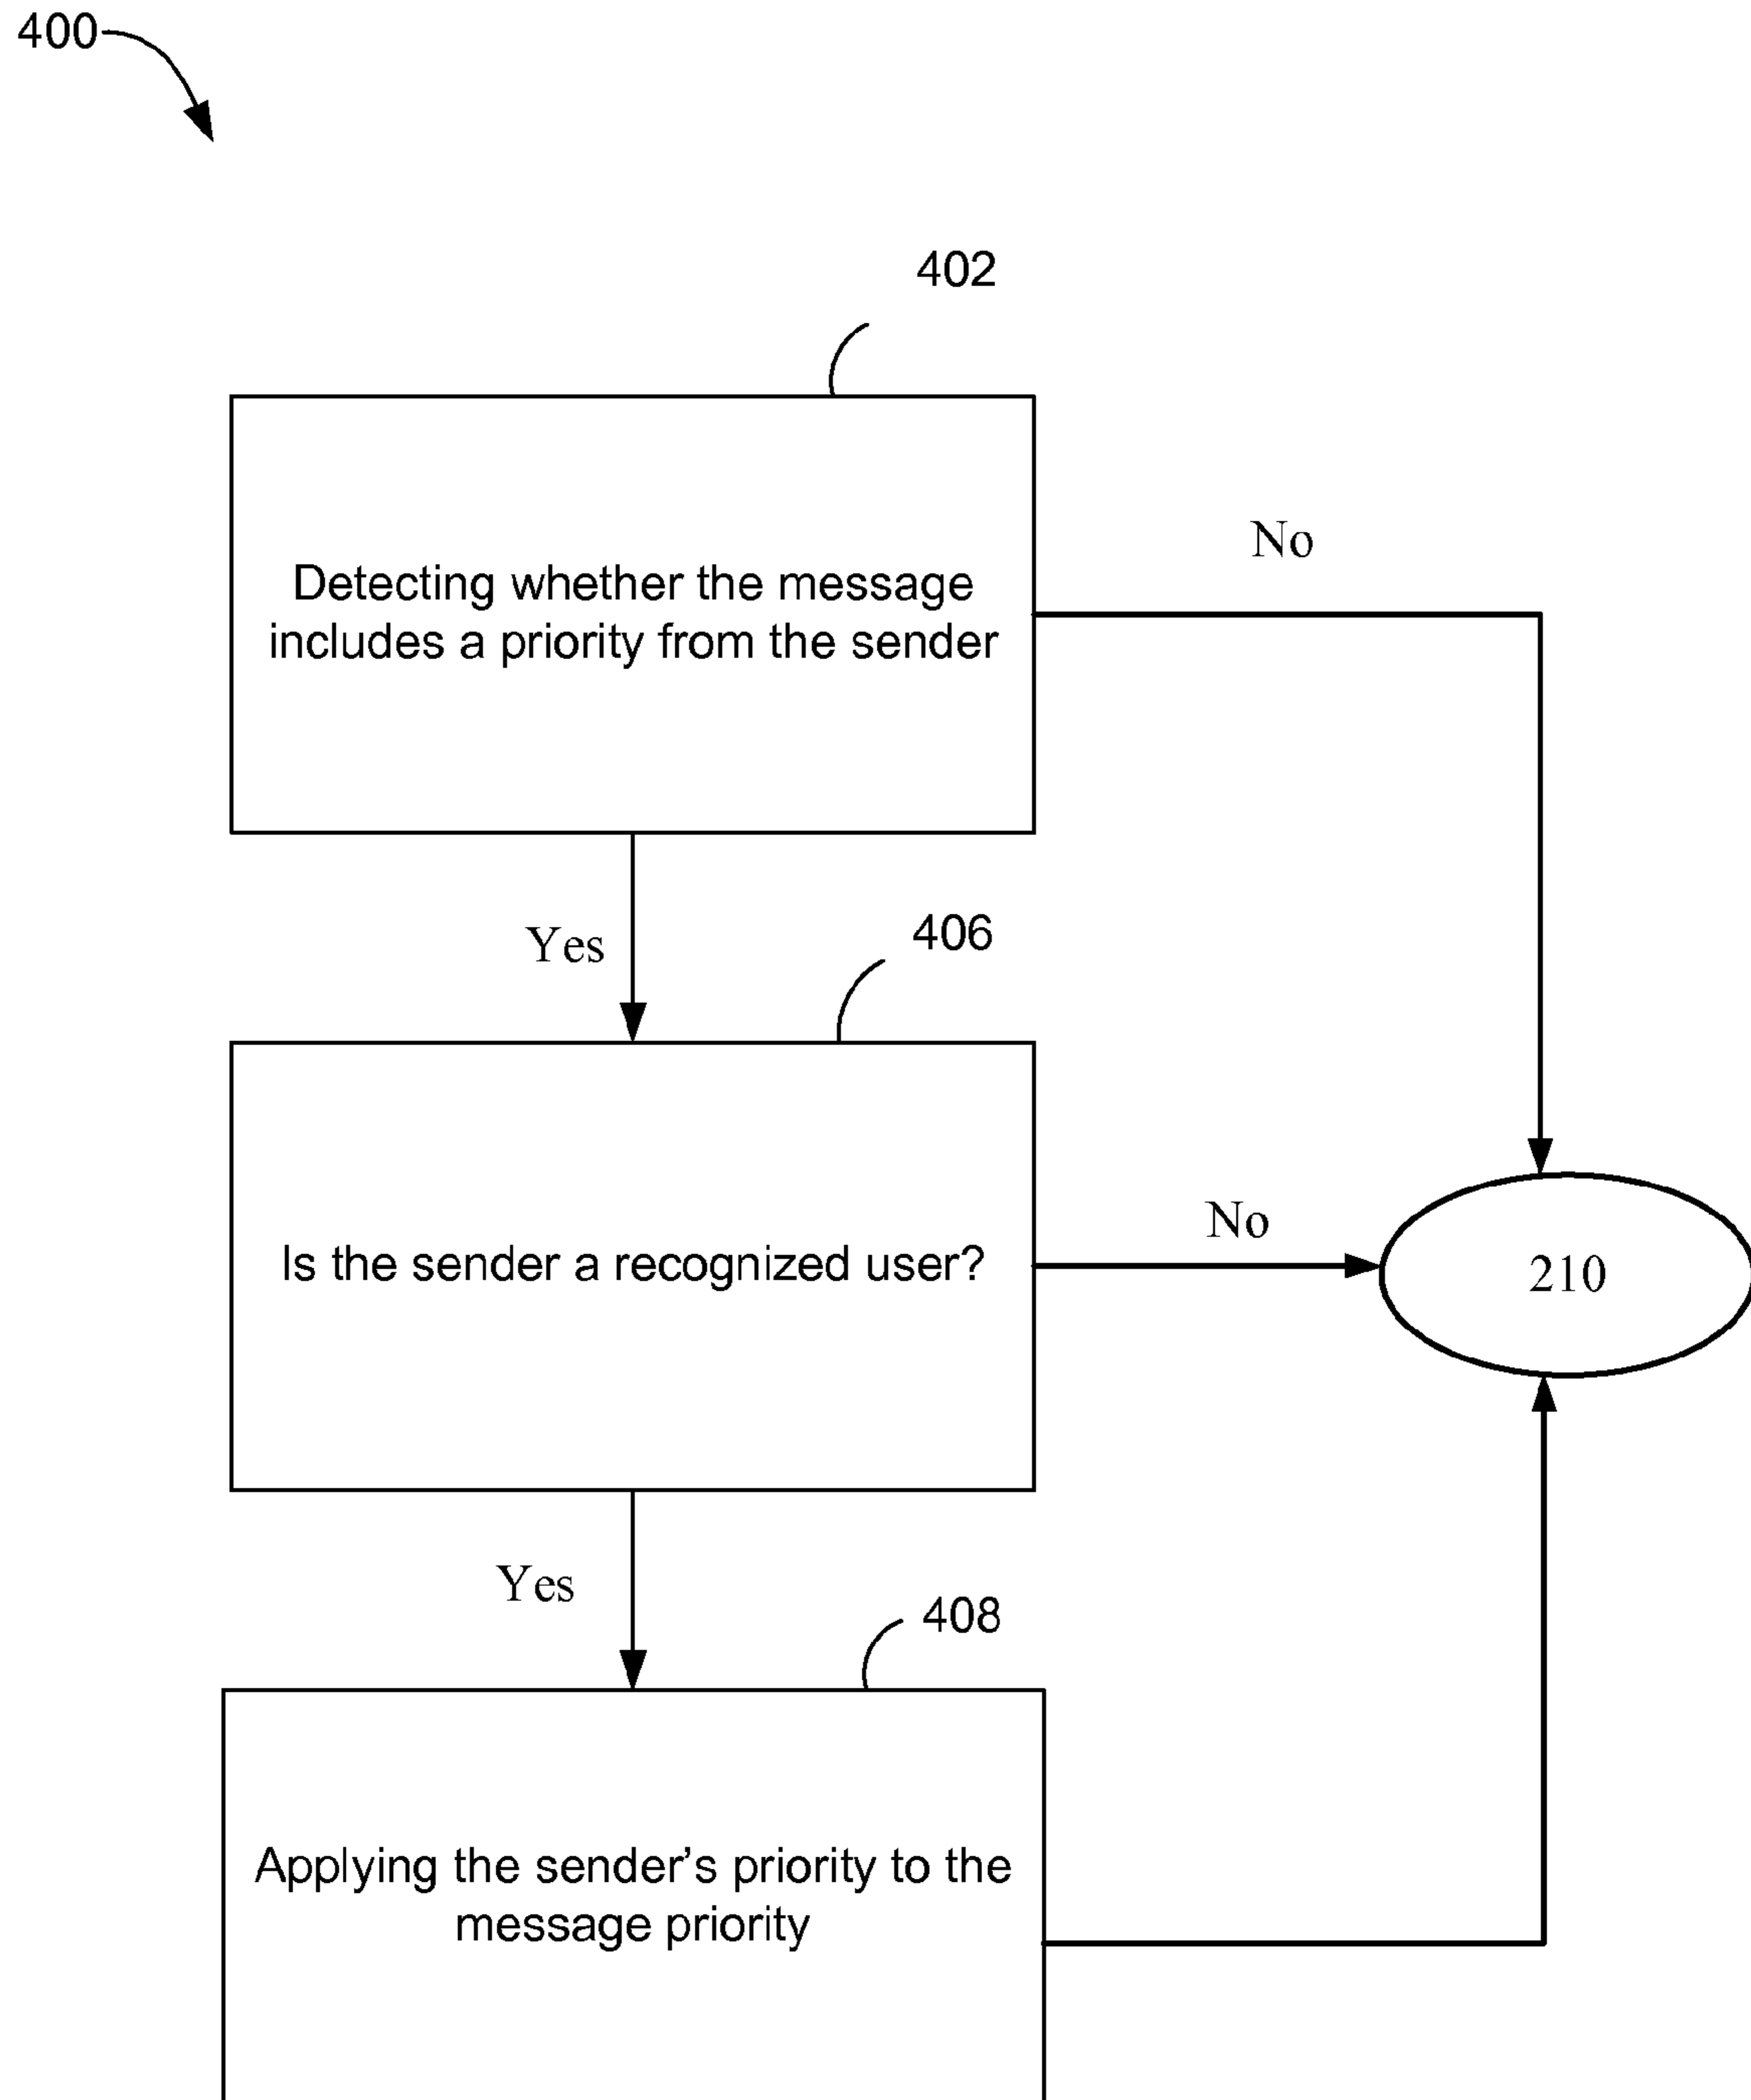 400
402
Detecting whether the message
includes a priority from the sender
No
Yes
406
Is the sender a recognized user?
No
210
Yes
408
Applying the sender’s priority to the
message priority